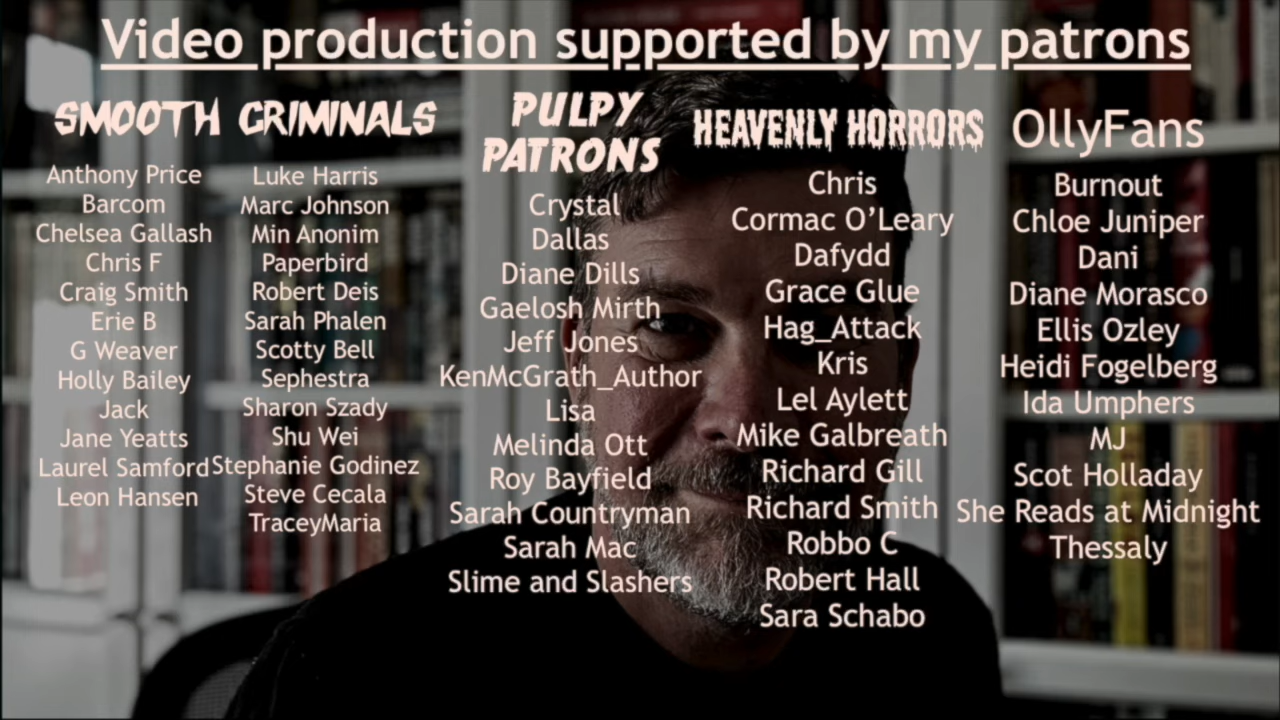 Video production supported by my patrons
SMOOTH CRIMINALS
Anthony Price
Barcom
Chelsea Gallash
Chris F
Craig Smith
Erie B
G Weaver
Holly Bailey
Jack
Jane Yeatts
Laurel Samford
Leon Hansen
Luke Harris
Marc Johnson
Min Anonim
Paperbird
Robert Deis
Sarah Phalen
Scotty Bell
Sephestra
Sharon Szady
Shu Wei
Stephanie Godinez
Steve Cecala
TraceyMaria
PULPY
PATRONS
Crystal
Dallas
Diane Dills
Gaelosh Mirth
Jeff Jones
KenMcGrath_Author
Lisa
Melinda Ott
Roy Bayfield
Sarah Countryman
Sarah Mac
Slime and Slashers
HEAVENLY HORRORS
Chris
Cormac O’Leary
Dafydd
Grace Glue
Hag_Attack
Kris
Lel Aylett
Mike Galbreath
Richard Gill
Richard Smith
Robbo C
Robert Hall
Sara Schabo
OllyFans
Burnout
Chloe Juniper
Dani
Diane Morasco
Ellis Ozley
Heidi Fogelberg
Ida Umphers
MJ
Scot Holladay
She Reads at Midnight
Thessaly